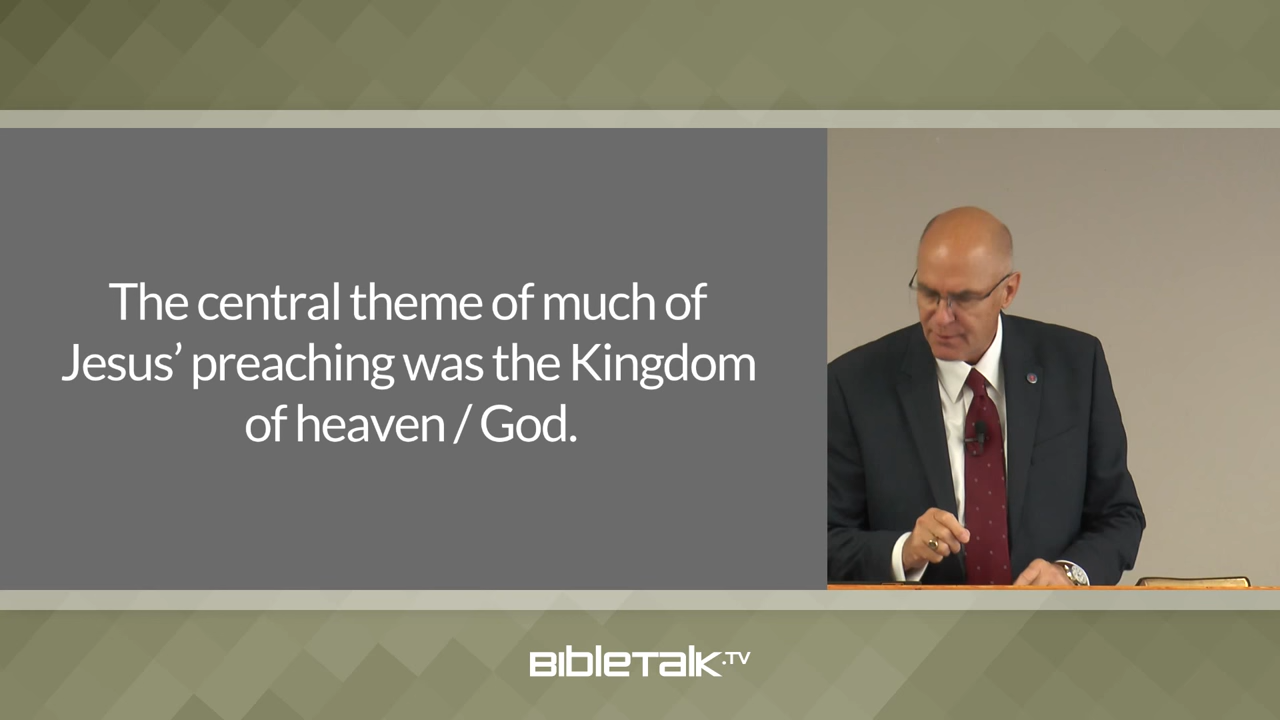 The central theme of much of
Jesus’ preaching was the Kingdom
of heaven / God.
BibleTalk.TV